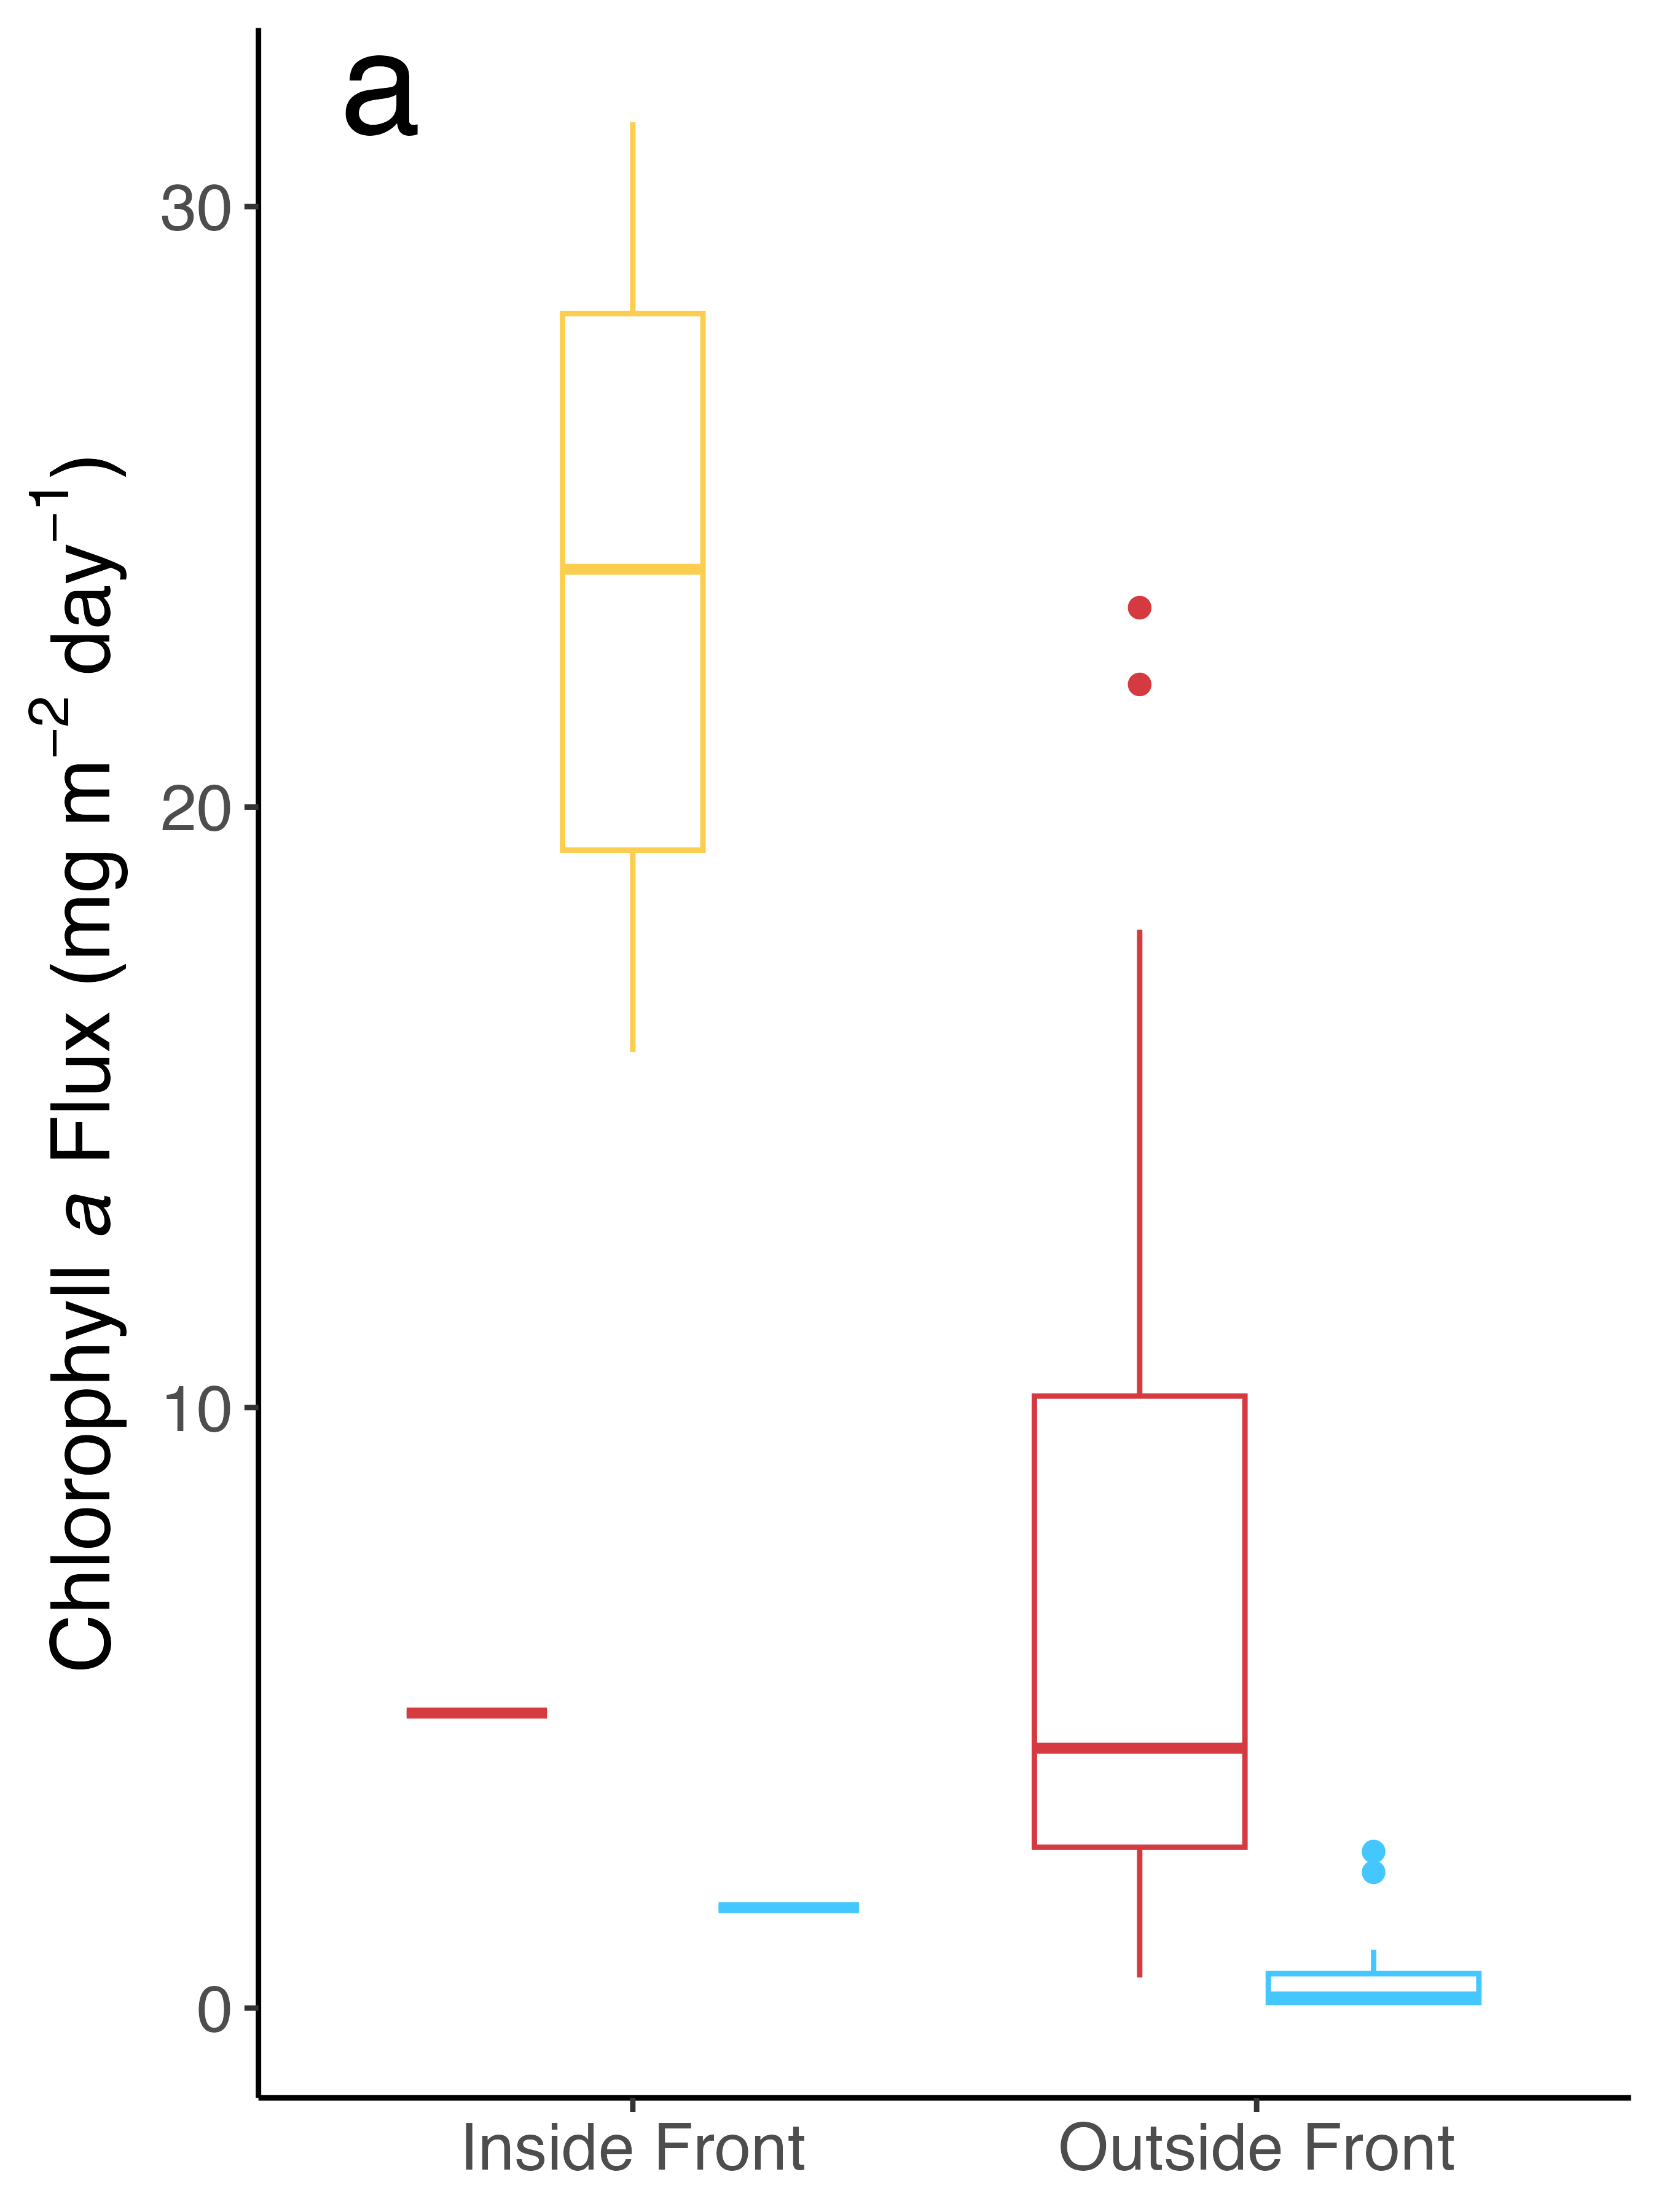 a
Chlorophyll a Flux (mg m⁻² day⁻¹)
30
20
10
0
Inside Front
Outside Front